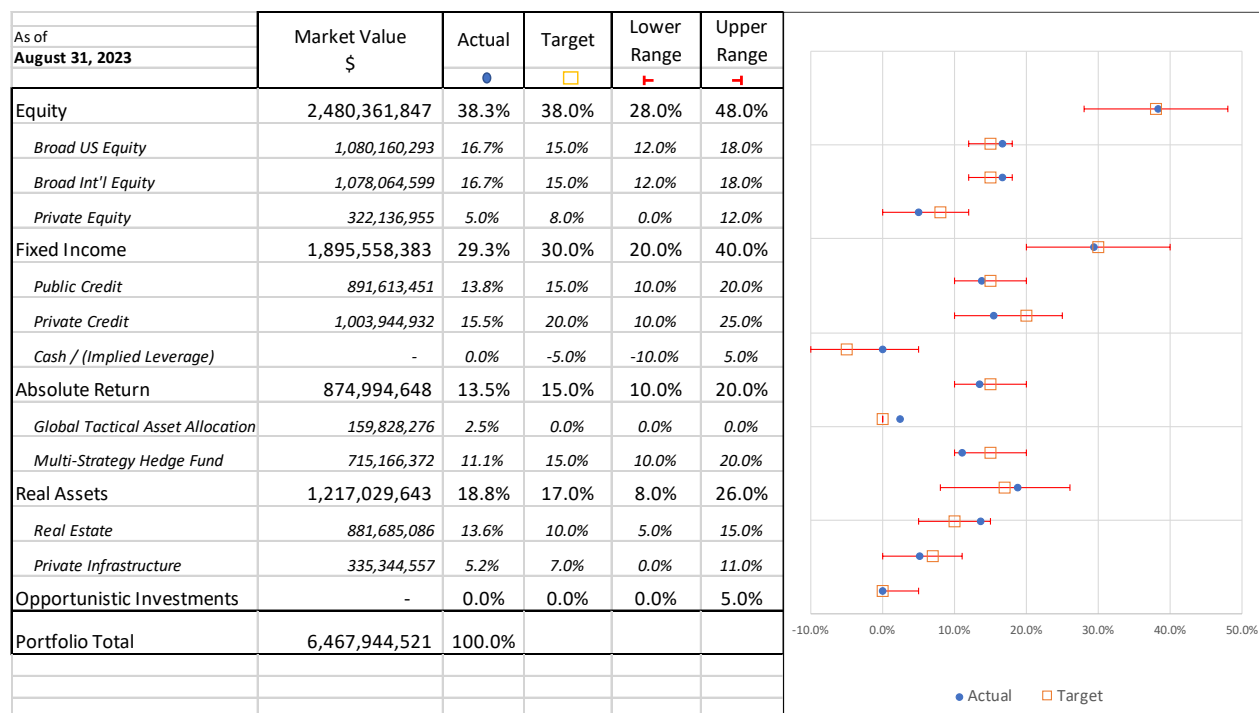 As of
August 31, 2023
Market Value
$
Actual
Target
Lower
Range
Upper
Range
Equity 2,480,361,847 38.3% 38.0% 28.0% 48.0%
Broad US Equity 1,080,160,293 16.7% 15.0% 12.0% 18.0%
Broad Int'l Equity 1,078,064,599 16.7% 15.0% 12.0% 18.0%
Private Equity 322,136,955 5.0% 8.0% 0.0% 12.0%
Fixed Income 1,895,558,383 29.3% 30.0% 20.0% 40.0%
Public Credit 891,613,451 13.8% 15.0% 10.0% 20.0%
Private Credit 1,003,944,932 15.5% 20.0% 10.0% 25.0%
Cash / (Implied Leverage) - 0.0% -5.0% -10.0% 5.0%
Absolute Return 874,994,648 13.5% 15.0% 10.0% 20.0%
Global Tactical Asset Allocation 159,828,276 2.5% 0.0% 0.0% 0.0%
Multi-Strategy Hedge Fund 715,166,372 11.1% 15.0% 10.0% 20.0%
Real Assets 1,217,029,643 18.8% 17.0% 8.0% 26.0%
Real Estate 881,685,086 13.6% 10.0% 5.0% 15.0%
Private Infrastructure 335,344,557 5.2% 7.0% 0.0% 11.0%
Opportunistic Investments - 0.0% 0.0% 0.0% 5.0%
Portfolio Total 6,467,944,521 100.0%
-10.0% 0.0% 10.0% 20.0% 30.0% 40.0% 50.0%
Actual Target